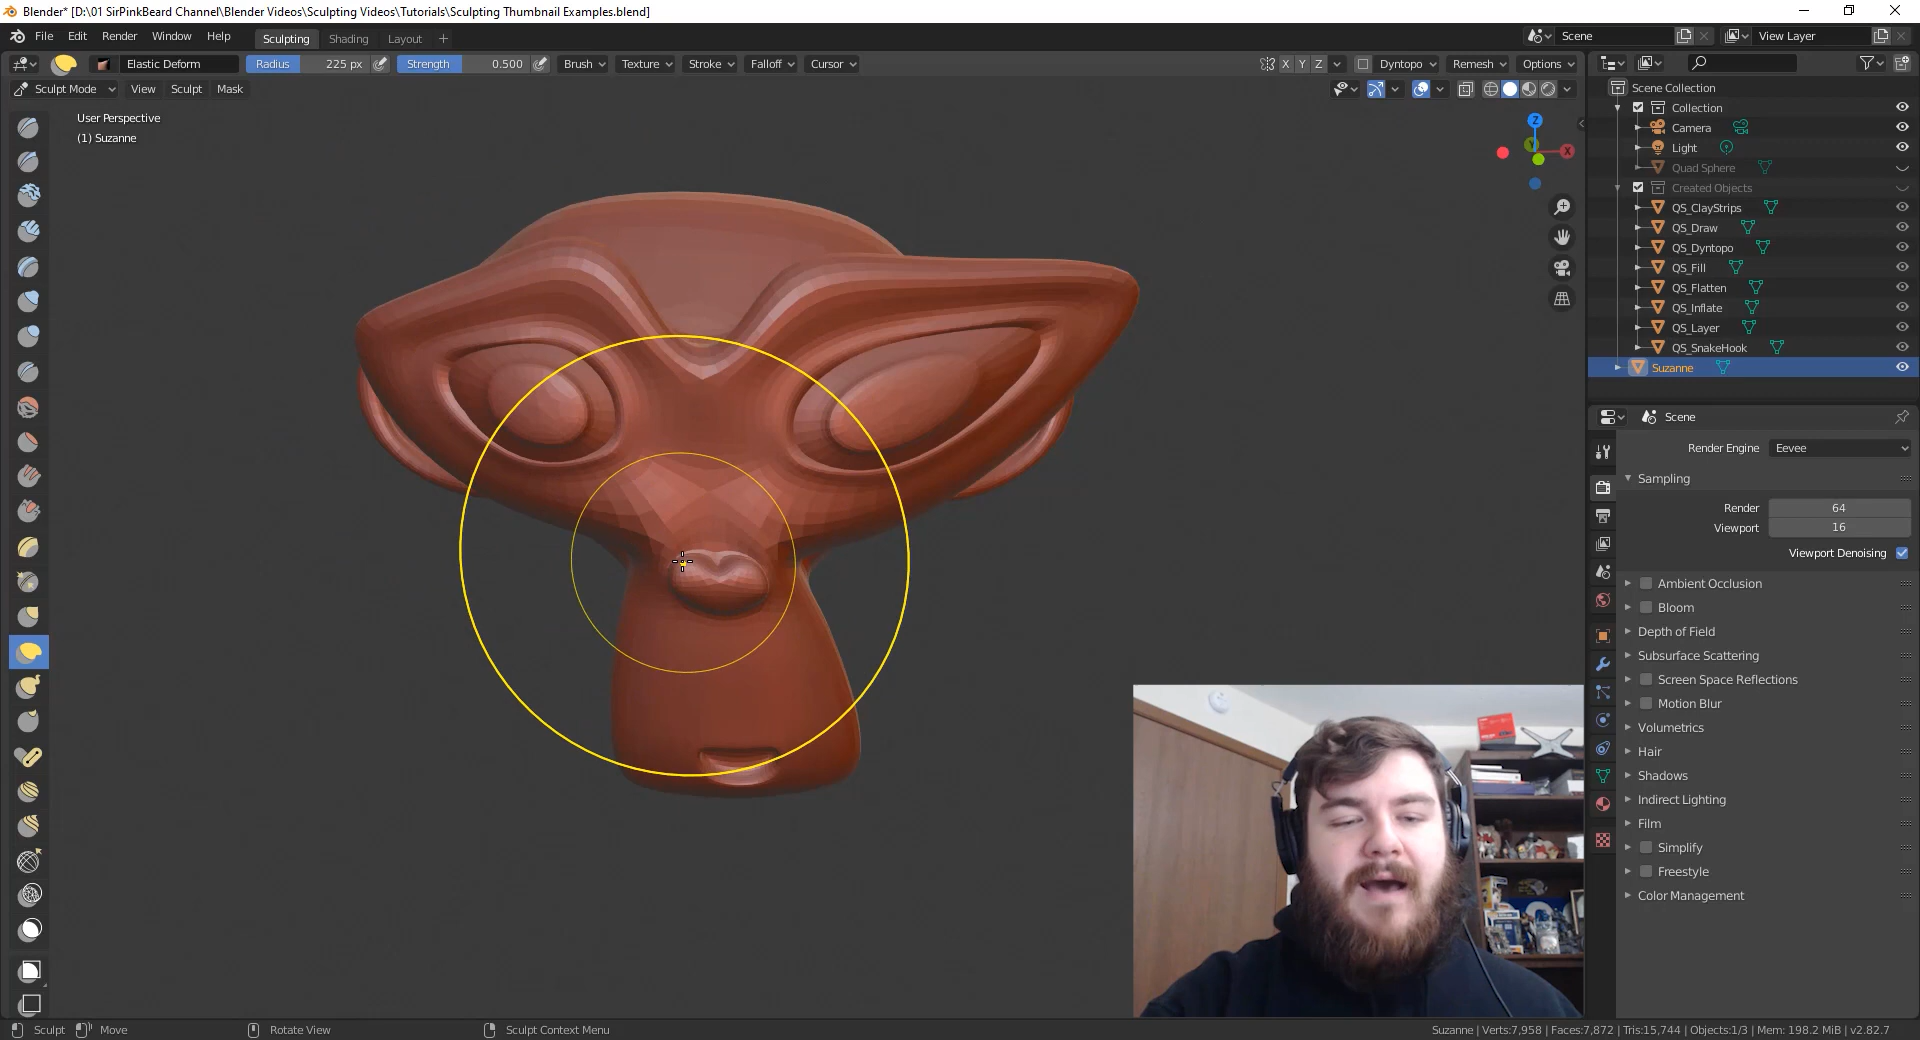 Blender* [D:\01 SirPinkBeard Channel\Blender Videos\Sculpting Videos\Tutorials\Sculpting Thumbnail Examples.blend]
File Edit Render Window Help Sculpting Shading Layout + Scene View Layer
Elastic Deform Radius 225 px Strength 0.500 Brush Texture Stroke Falloff Cursor X Y Z Dyntopo Remesh Options
Sculpt Mode View Sculpt Mask
User Perspective
(1) Suzanne
Z
Y
X
Scene Collection
Collection
Camera
Light
Quad Sphere
Created Objects
QS_ClayStrips
QS_Draw
QS_Dyntopo
QS_Fill
QS_Flatten
QS_Inflate
QS_Layer
QS_SnakeHook
Suzanne
Scene
Render Engine Eevee
Sampling
Render 64
Viewport 16
Viewport Denoising
Ambient Occlusion
Bloom
Depth of Field
Subsurface Scattering
Screen Space Reflections
Motion Blur
Volumetrics
Hair
Shadows
Indirect Lighting
Film
Simplify
Freestyle
Color Management
Sculpt Move Rotate View Sculpt Context Menu Suzanne | Verts:7,958 | Faces:7,872 | Tris:15,744 | Objects:1/3 | Mem: 198.2 MiB | v2.82.7